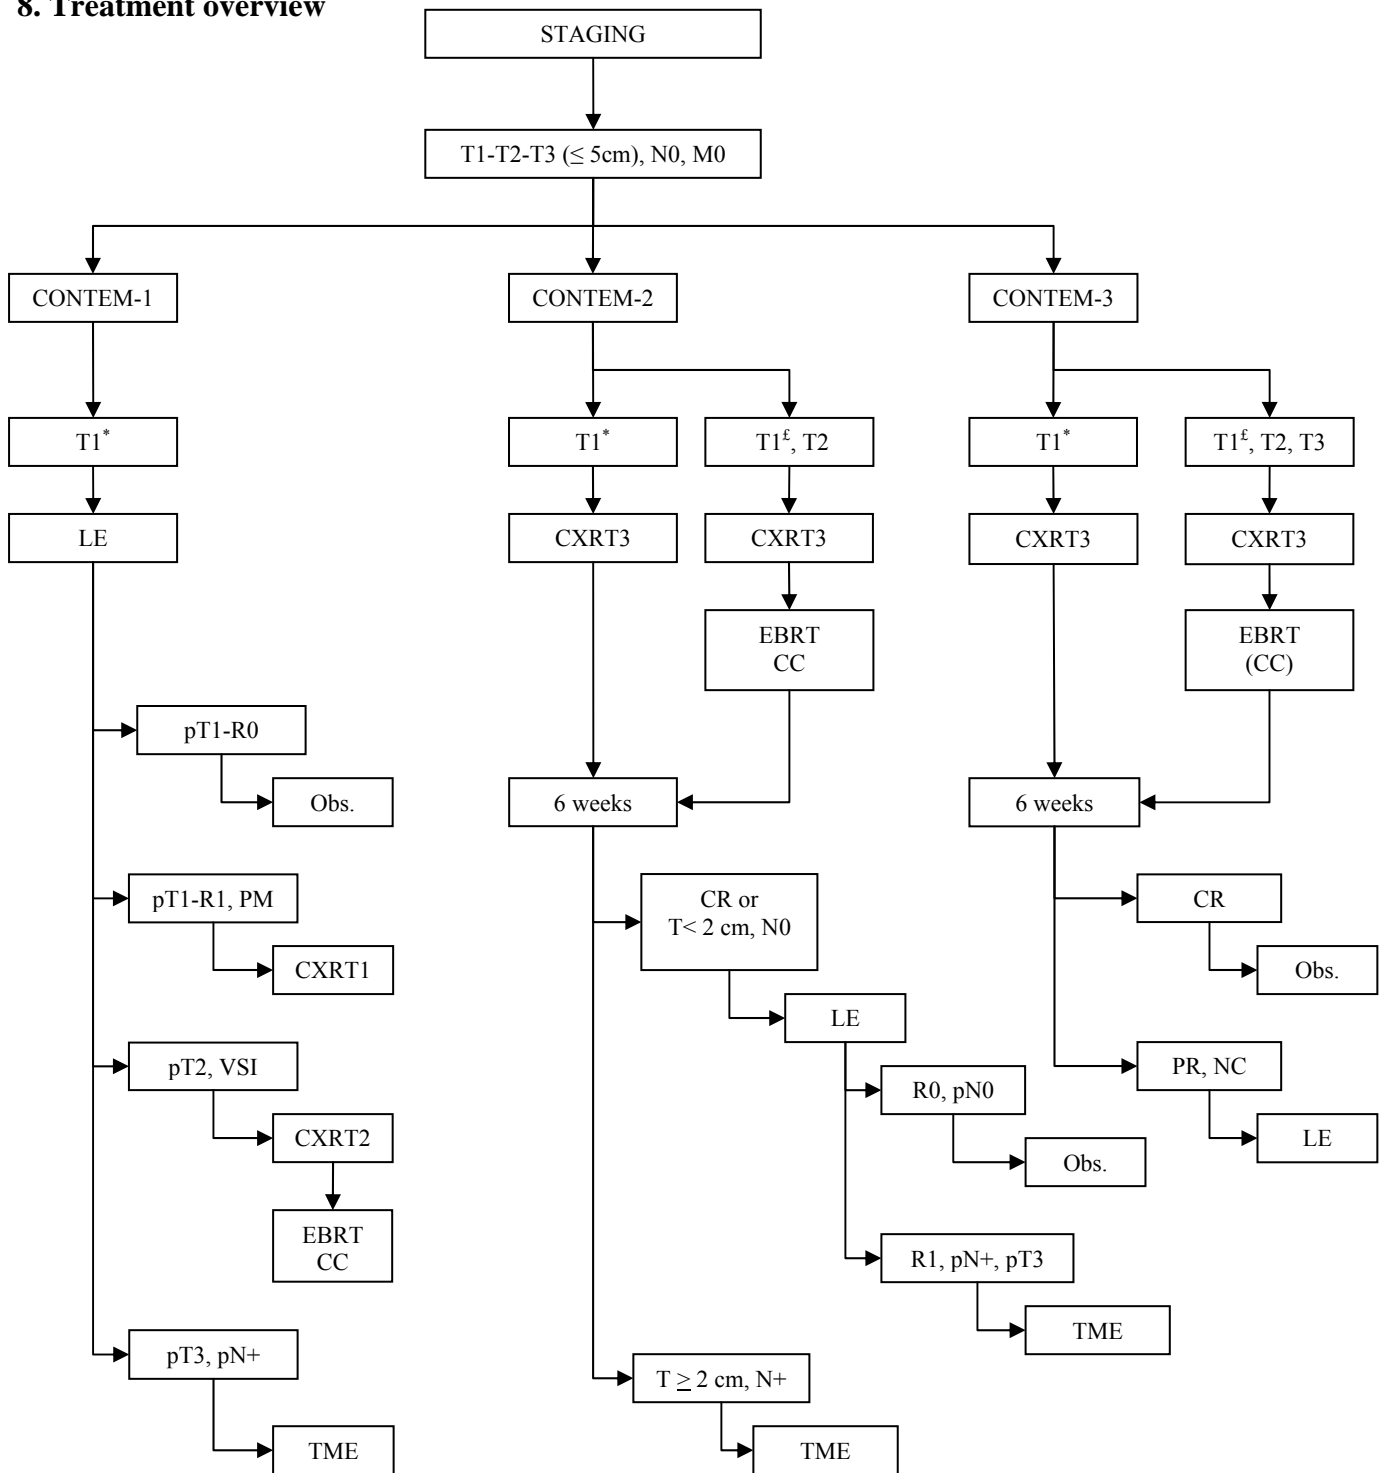 8. Treatment overview
STAGING
T1-T2-T3 (≤ 5cm), N0, M0
CONTEM-1
CONTEM-2
CONTEM-3
T1*
T1*
T1£, T2
T1*
T1£, T2, T3
LE
CXRT3
CXRT3
CXRT3
CXRT3
EBRT
CC
EBRT
(CC)
pT1-R0
Obs.
6 weeks
6 weeks
pT1-R1, PM
CXRT1
CR or
T< 2 cm, N0
CR
Obs.
LE
pT2, VSI
CXRT2
EBRT
CC
R0, pN0
Obs.
PR, NC
LE
R1, pN+, pT3
TME
pT3, pN+
TME
T ≥ 2 cm, N+
TME